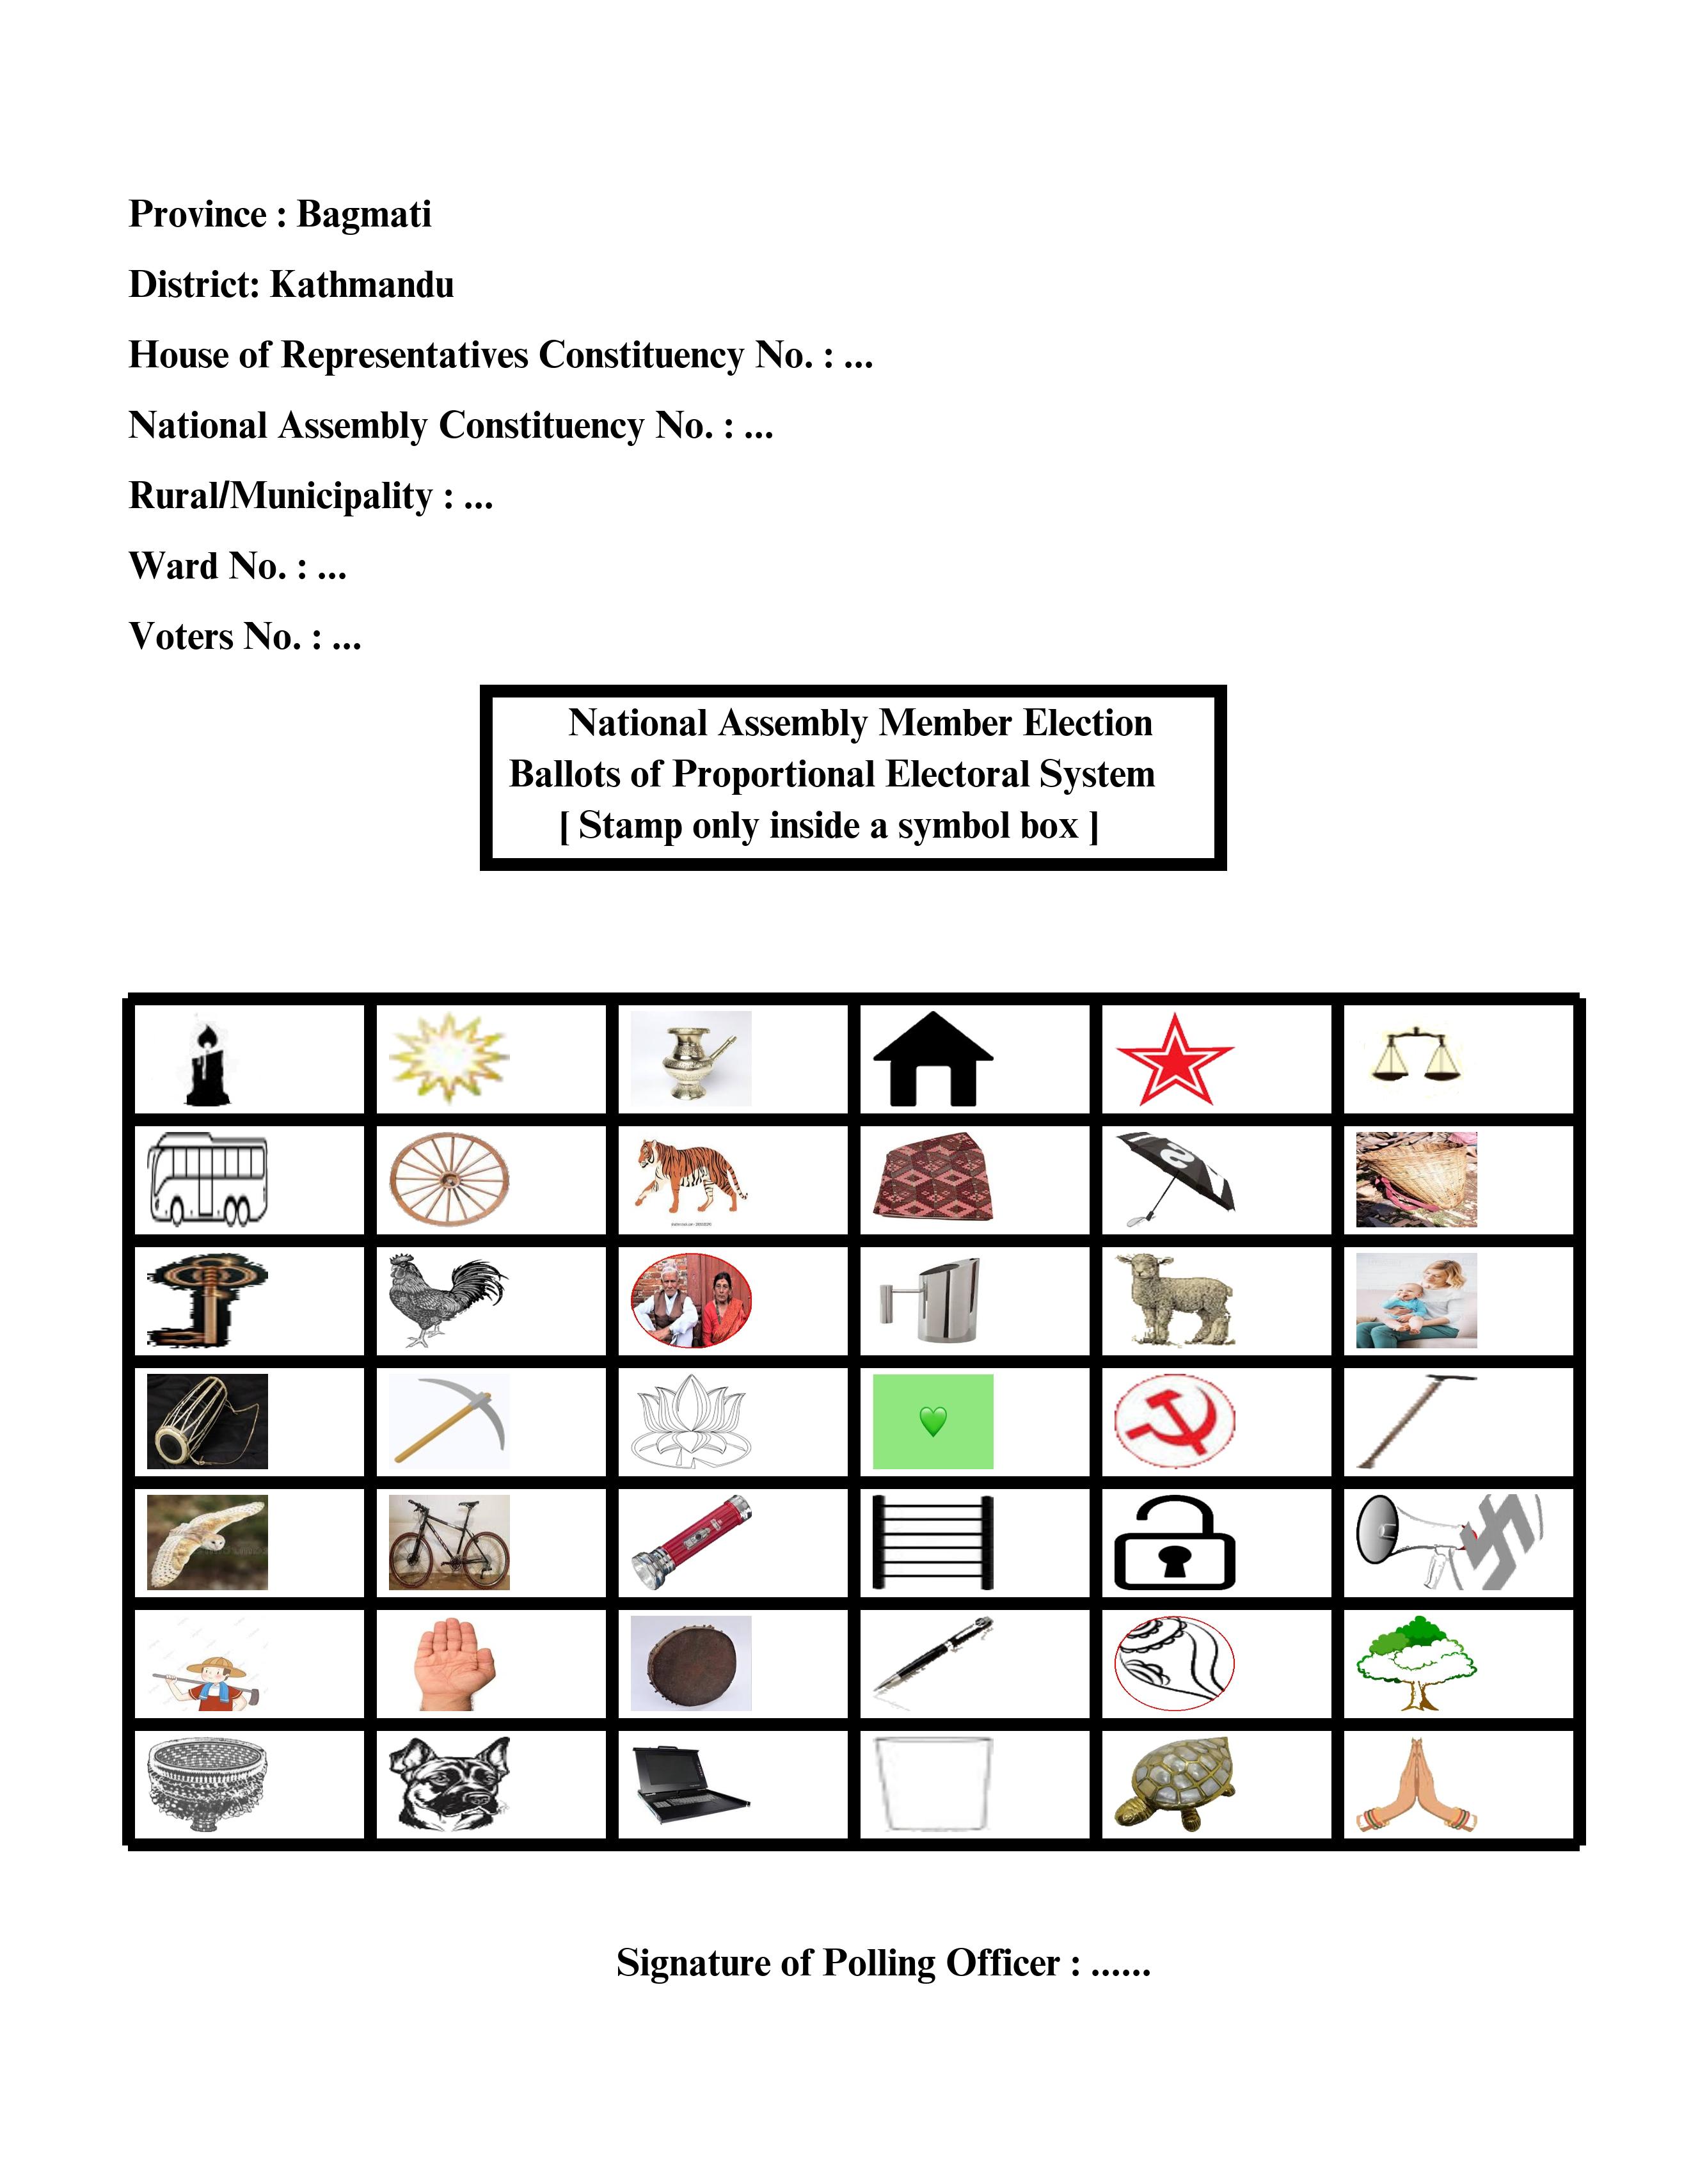 Province : Bagmati
District: Kathmandu
House of Representatives Constituency No. : ...
National Assembly Constituency No. : ...
Rural/Municipality : ...
Ward No. : ...
Voters No. : ...
National Assembly Member Election
Ballots of Proportional Electoral System
[ Stamp only inside a symbol box ]
Signature of Polling Officer : ......